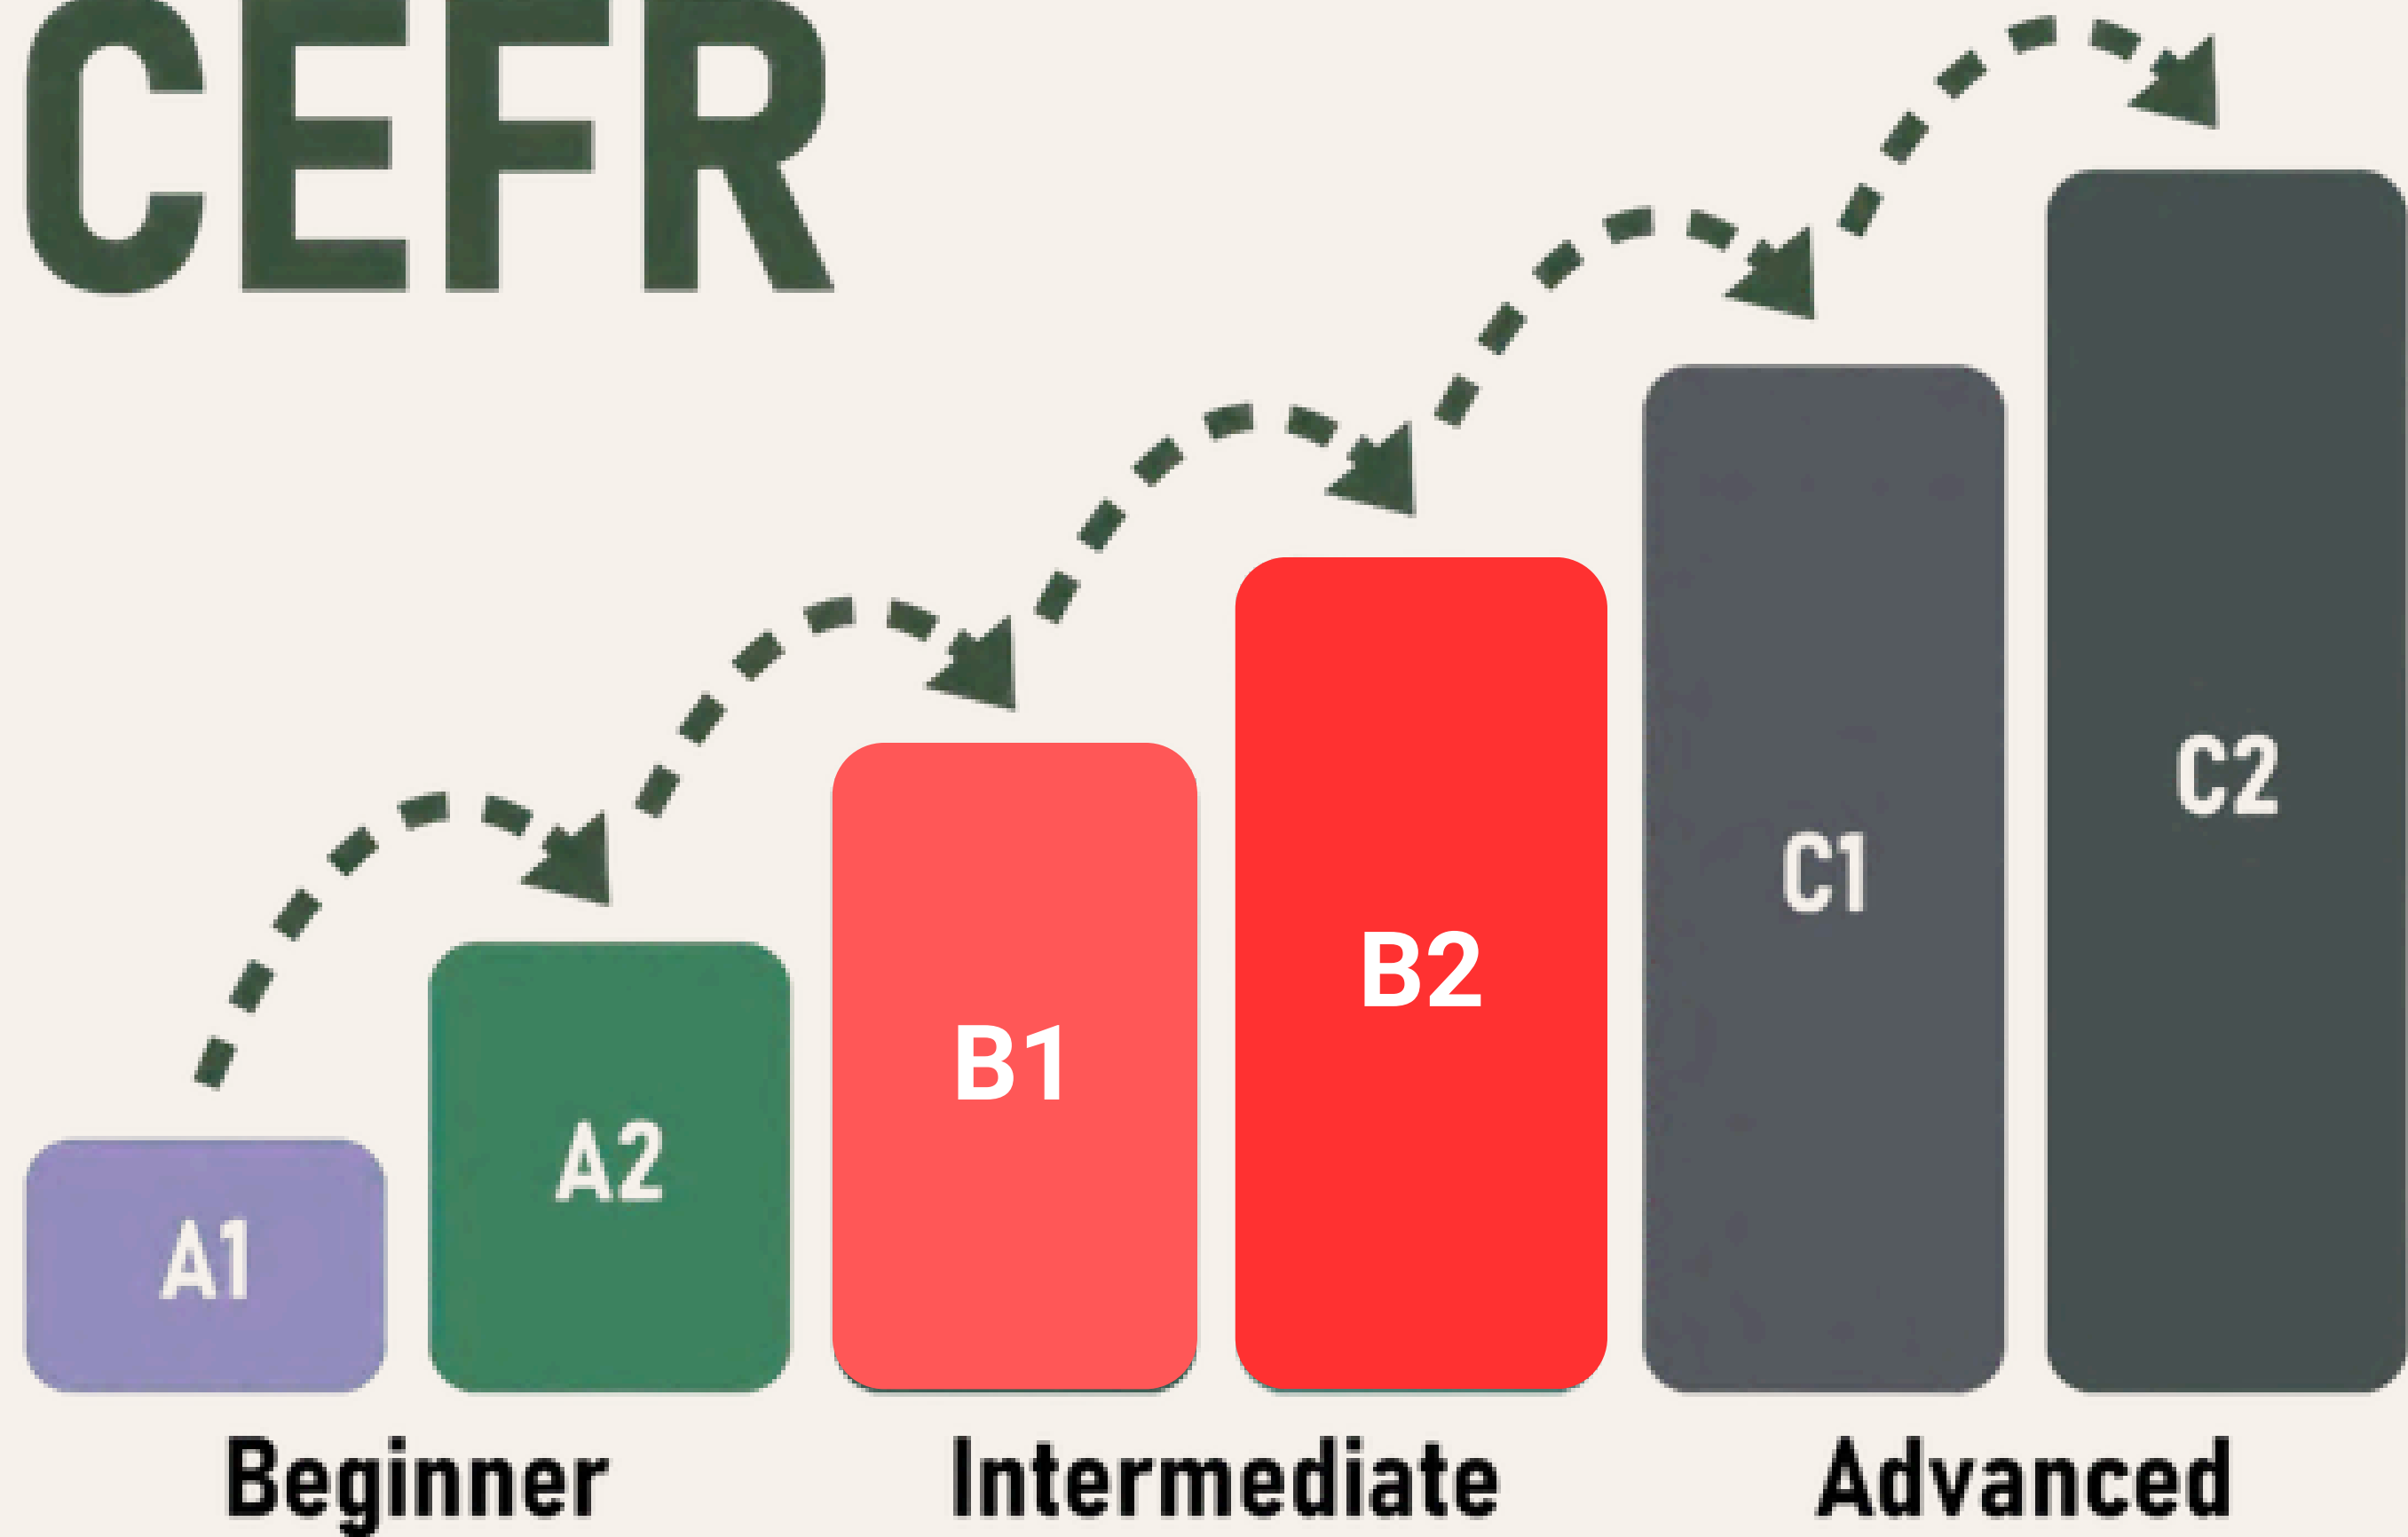 CEFR
A1
A2
B1
B2
C1
C2
Beginner
Intermediate
Advanced